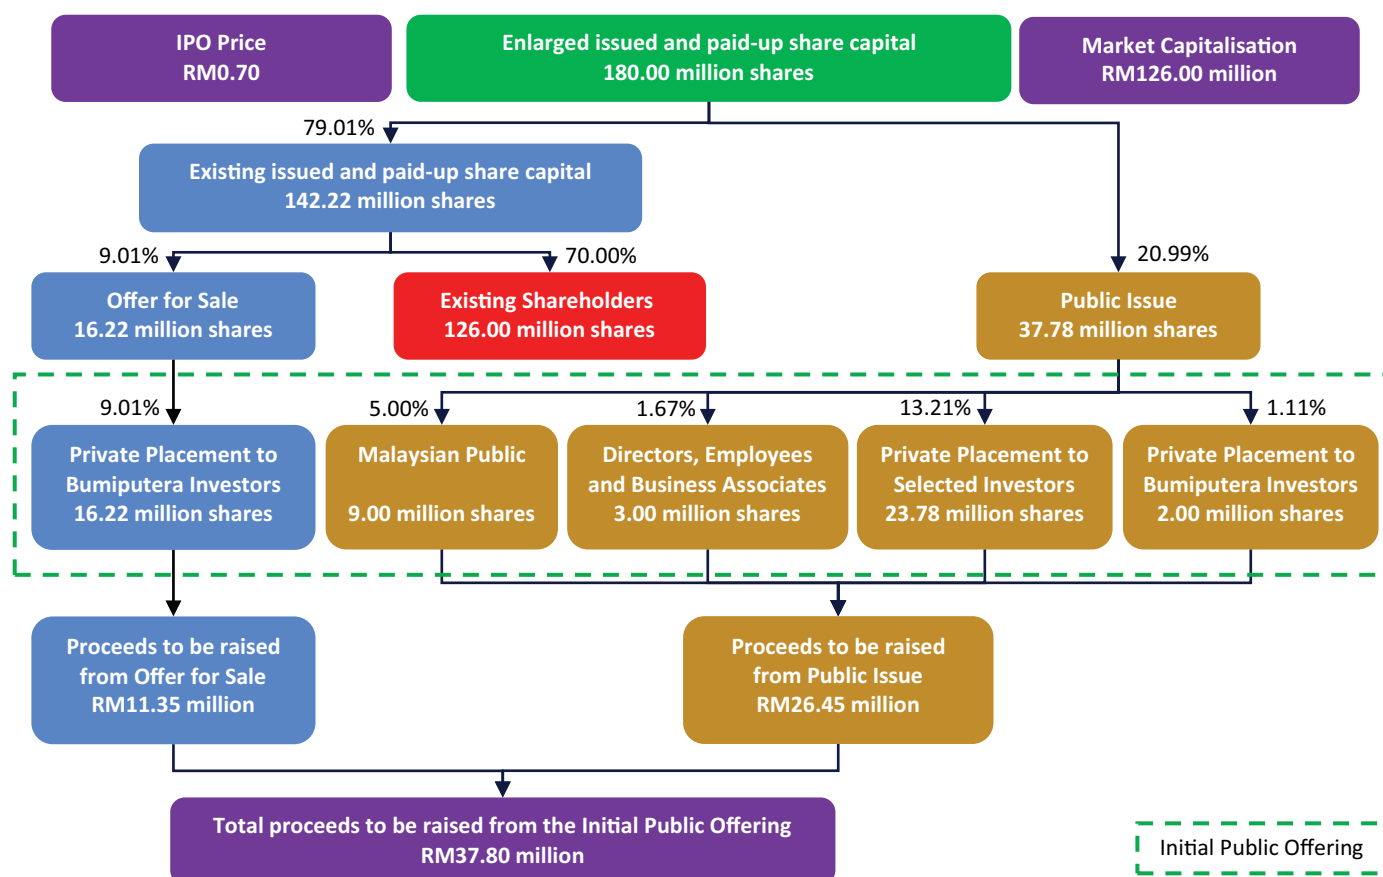 IPO Price
RM0.70
Enlarged issued and paid-up share capital
180.00 million shares
Market Capitalisation
RM126.00 million
79.01%
Existing issued and paid-up share capital
142.22 million shares
9.01%
70.00%
20.99%
Offer for Sale
16.22 million shares
Existing Shareholders
126.00 million shares
Public Issue
37.78 million shares
9.01%
5.00%
1.67%
13.21%
1.11%
Private Placement to
Bumiputera Investors
16.22 million shares
Malaysian Public
9.00 million shares
Directors, Employees
and Business Associates
3.00 million shares
Private Placement to
Selected Investors
23.78 million shares
Private Placement to
Bumiputera Investors
2.00 million shares
Proceeds to be raised
from Offer for Sale
RM11.35 million
Proceeds to be raised
from Public Issue
RM26.45 million
Total proceeds to be raised from the Initial Public Offering
RM37.80 million
Initial Public Offering